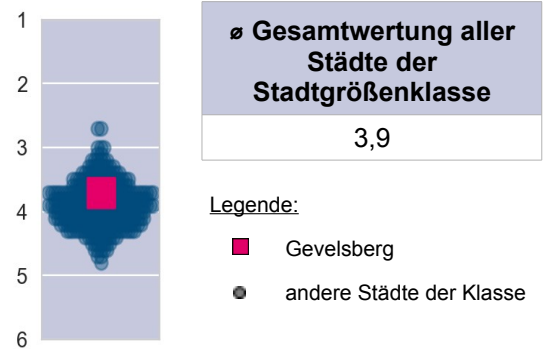 1
2
3
4
5
6
ø Gesamtwertung aller
Städte der
Stadtgrößenklasse
3,9
Legende:
Gevelsberg
andere Städte der Klasse